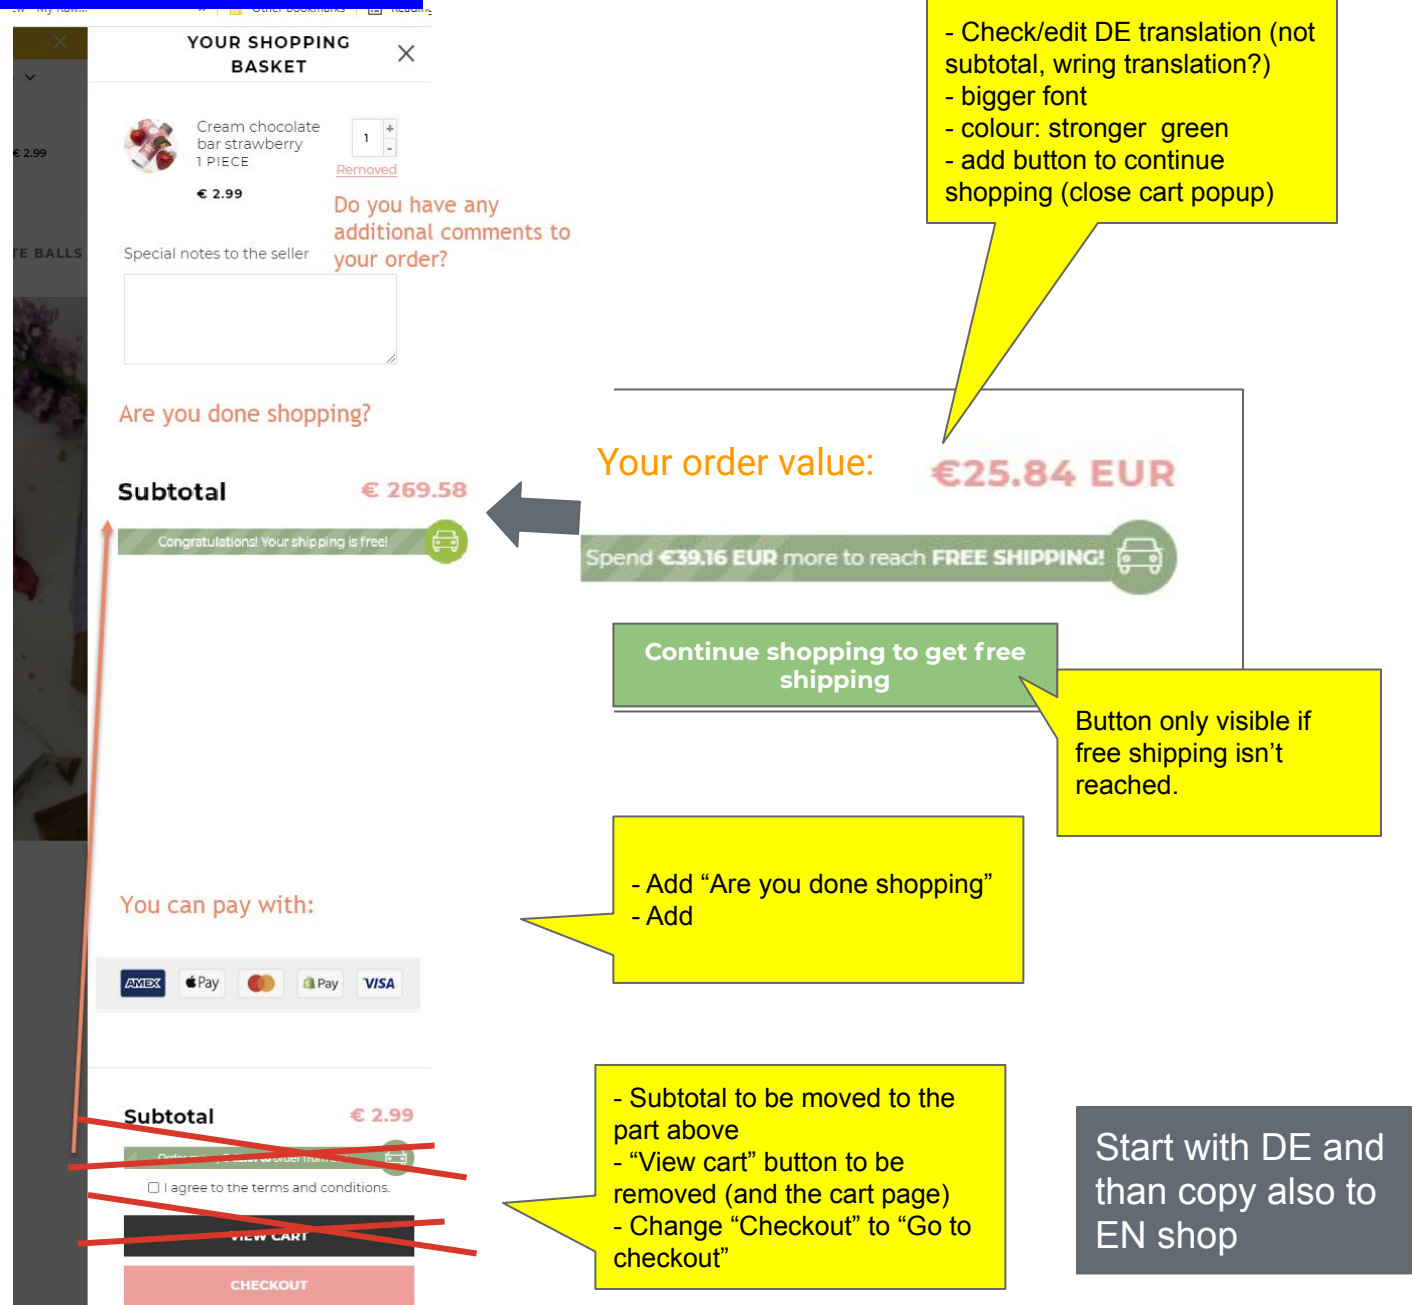 Other bookmarks
YOUR SHOPPING
BASKET
Cream chocolate
bar strawberry
1 PIECE
€ 2.99
1
+
-
Removed
€ 2.99
TE BALLS
Do you have any
additional comments to
your order?
Special notes to the seller
Are you done shopping?
Subtotal
€ 269.58
Congratulations! Your shipping is free!
You can pay with:
AMEX
Pay
Pay
VISA
Subtotal
€ 2.99
I agree to the terms and conditions.
VIEW CART
CHECKOUT
- Check/edit DE translation (not
subtotal, wring translation?)
- bigger font
- colour: stronger green
- add button to continue
shopping (close cart popup)
Your order value:
€25.84 EUR
Spend €39.16 EUR more to reach FREE SHIPPING!
Continue shopping to get free
shipping
Button only visible if
free shipping isn’t
reached.
- Add “Are you done shopping”
- Add
- Subtotal to be moved to the
part above
- “View cart” button to be
removed (and the cart page)
- Change “Checkout” to “Go to
checkout”
Start with DE and
than copy also to
EN shop